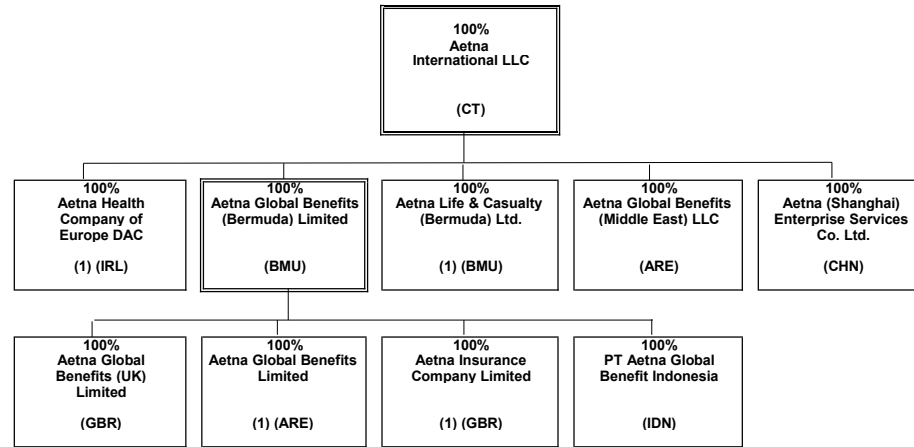 100%
Aetna
International LLC
(CT)
100%
Aetna Health
Company of
Europe DAC
(1) (IRL)
100%
Aetna Global Benefits
(Bermuda) Limited
(BMU)
100%
Aetna Life & Casualty
(Bermuda) Ltd.
(1) (BMU)
100%
Aetna Global Benefits
(Middle East) LLC
(ARE)
100%
Aetna (Shanghai)
Enterprise Services
Co. Ltd.
(CHN)
100%
Aetna Global
Benefits (UK)
Limited
(GBR)
100%
Aetna Global Benefits
Limited
(1) (ARE)
100%
Aetna Insurance
Company Limited
(1) (GBR)
100%
PT Aetna Global
Benefit Indonesia
(IDN)